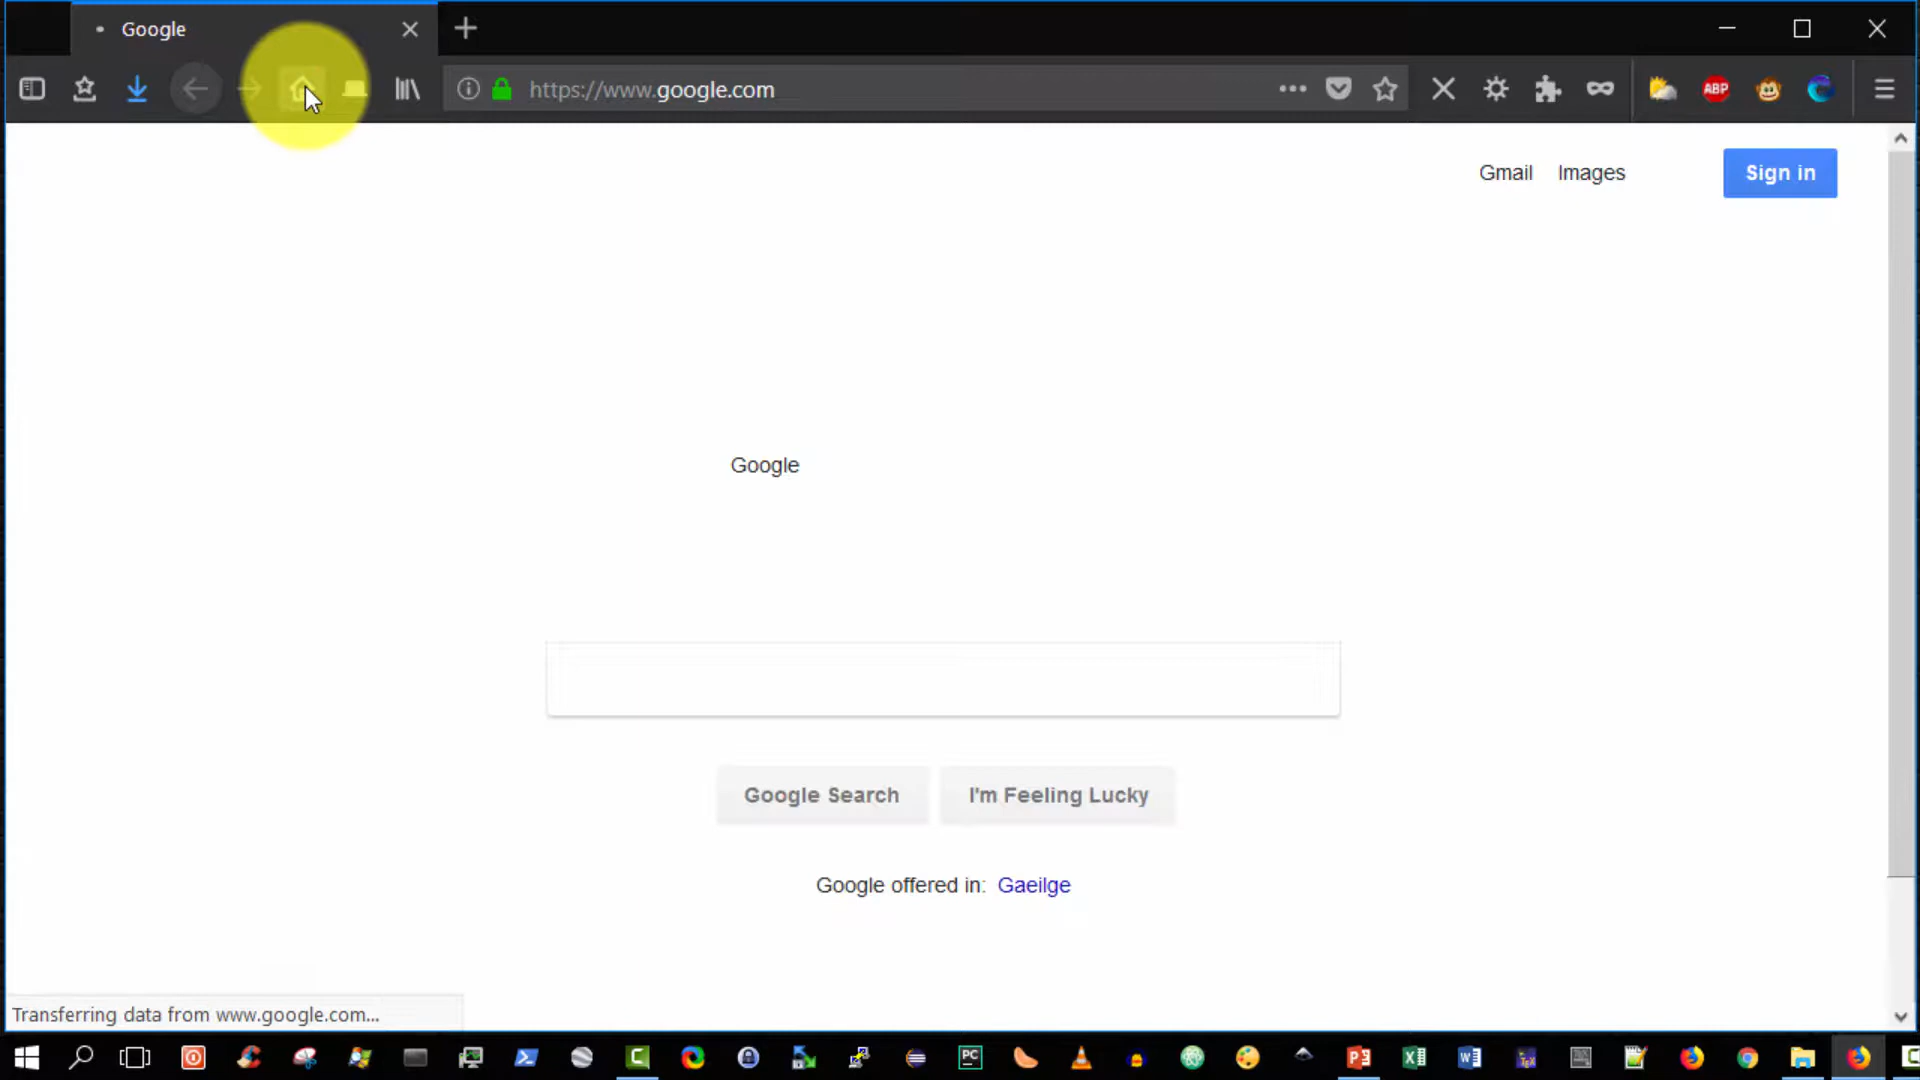 Google
https://www.google.com
ABP
Gmail Images Sign in
Google
Google Search I'm Feeling Lucky
Google offered in: Gaeilge
Transferring data from www.google.com...
PC